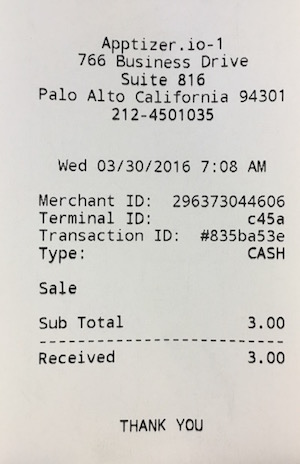 Apptizer.io-1
766 Business Drive
Suite 816
Palo Alto California 94301
212-4501035
Wed 03/30/2016 7:08 AM
Merchant ID: 296373044606
Terminal ID: c45a
Transaction ID: #835ba53e
Type: CASH
Sale
Sub Total 3.00
-----------------------------
Received 3.00
THANK YOU